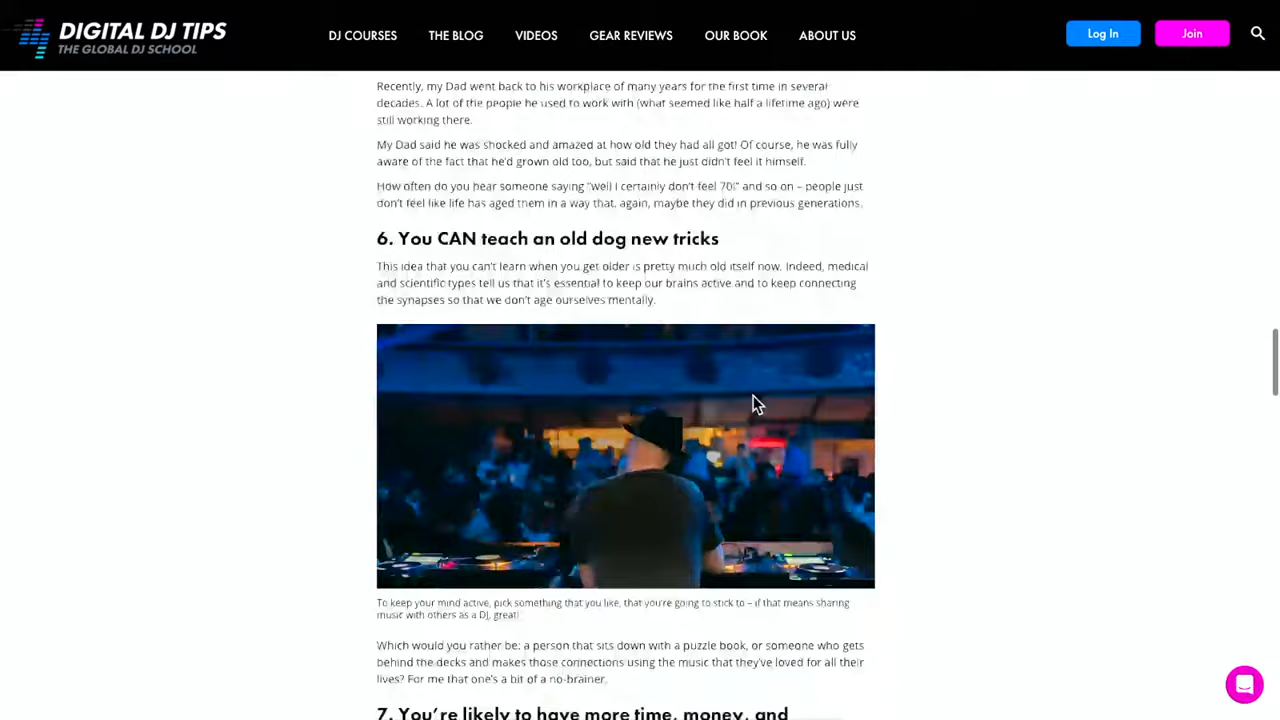 DIGITAL DJ TIPS
THE GLOBAL DJ SCHOOL
DJ COURSES
THE BLOG
VIDEOS
GEAR REVIEWS
OUR BOOK
ABOUT US
Log In
Join
Recently, my Dad went back to his workplace of many years for the first time in several
decades. A lot of the people he used to work with (what seemed like half a lifetime ago) were
still working there.
My Dad said he was shocked and amazed at how old they had all got! Of course, he was fully
aware of the fact that he'd grown old too, but said that he just didn't feel it himself.
How often do you hear someone saying "well I certainly don't feel 70!" and so on – people just
don't feel like life has aged them in a way that, again, maybe they did in previous generations.
6. You CAN teach an old dog new tricks
This idea that you can't learn when you get older is pretty much old itself now. Indeed, medical
and scientific types tell us that it's essential to keep our brains active and to keep connecting
the synapses so that we don't age ourselves mentally.
To keep your mind active, pick something that you like, that you're going to stick to – if that means sharing
music with others as a DJ, great!
Which would you rather be: a person that sits down with a puzzle book, or someone who gets
behind the decks and makes those connections using the music that they've loved for all their
lives? For me that one's a bit of a no-brainer.
7. You're likely to have more time, money, and